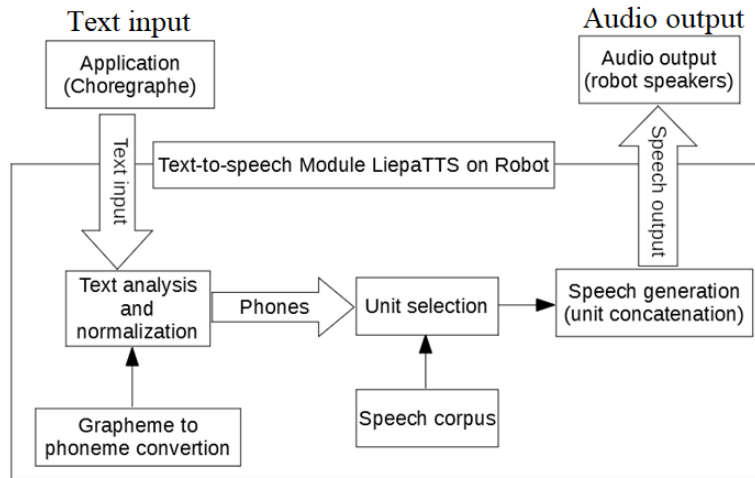 Text input
Audio output
Application
(Choregraphe)
Audio output
(robot speakers)
Text input
Text-to-speech Module LiepaTTS on Robot
Speech output
Text analysis
and
normalization
Phones
Unit selection
Speech generation
(unit concatenation)
Grapheme to
phoneme convertion
Speech corpus